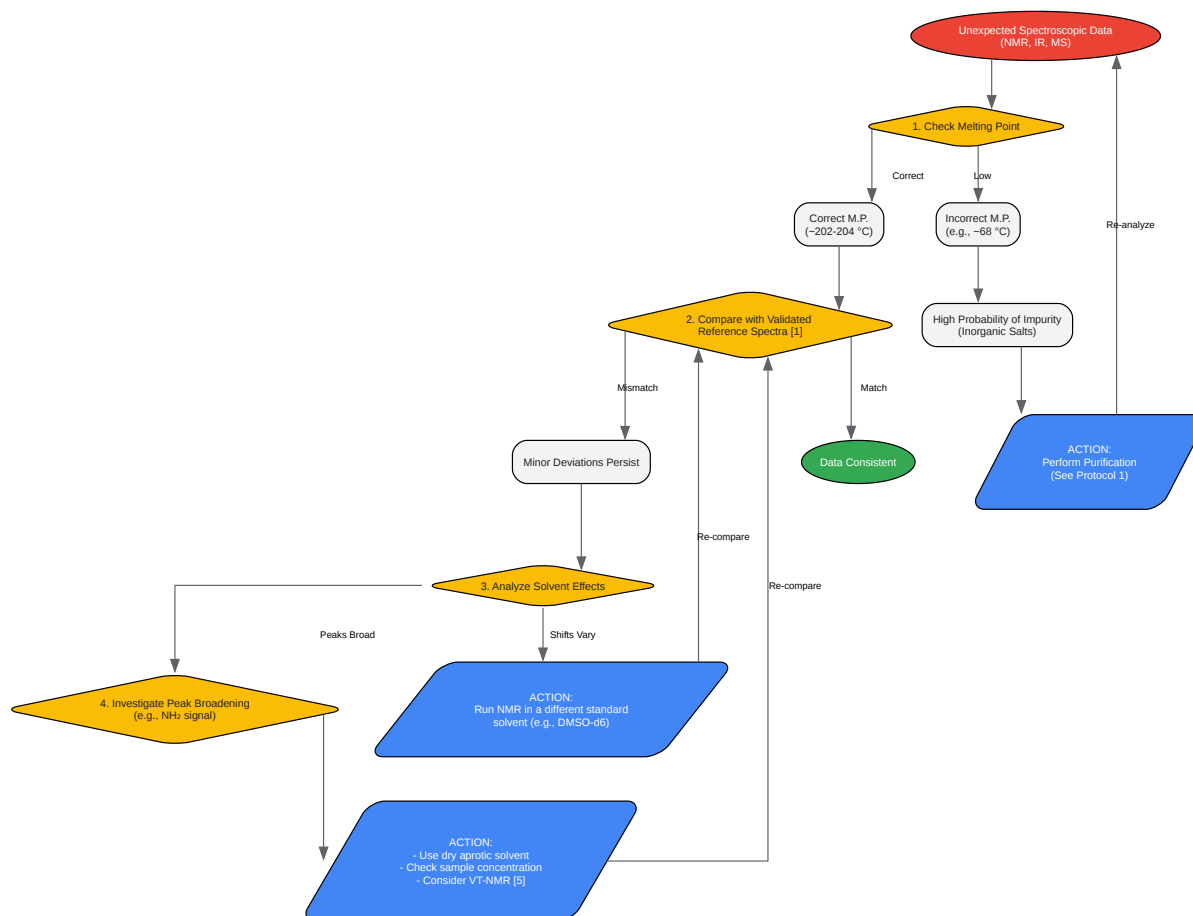 Unexpected Spectroscopic Data
(NMR, IR, MS)
1. Check Melting Point
Correct
Low
Correct M.P.
(~202-204 °C)
Incorrect M.P.
(e.g., ~68 °C)
Re-analyze
2. Compare with Validated
Reference Spectra [1]
High Probability of Impurity
(Inorganic Salts)
Mismatch
Match
Minor Deviations Persist
Data Consistent
ACTION:
Perform Purification
(See Protocol 1)
Re-compare
Re-compare
3. Analyze Solvent Effects
Peaks Broad
Shifts Vary
4. Investigate Peak Broadening
(e.g., NH₂ signal)
ACTION:
Run NMR in a different standard
solvent (e.g., DMSO-d6)
ACTION:
- Use dry aprotic solvent
- Check sample concentration
- Consider VT-NMR [5]